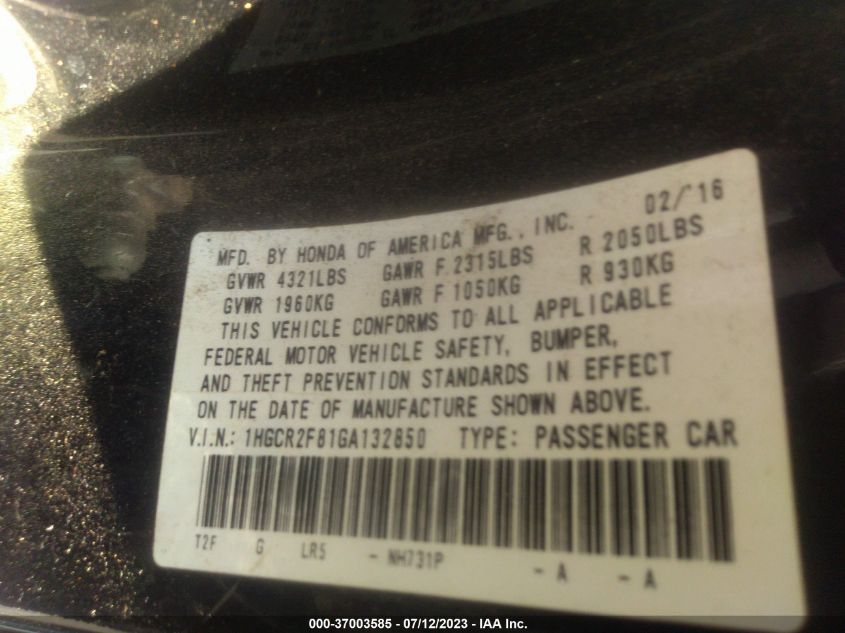 02/'16
MFD. BY HONDA OF AMERICA MFG., INC.
GVWR 4321LBS GAWR F 2315LBS R 2050LBS
GVWR 1960KG GAWR F 1050KG R 930KG
THIS VEHICLE CONFORMS TO ALL APPLICABLE
FEDERAL MOTOR VEHICLE SAFETY, BUMPER,
AND THEFT PREVENTION STANDARDS IN EFFECT
ON THE DATE OF MANUFACTURE SHOWN ABOVE.
V.I.N.: 1HGCR2F81GA132850 TYPE: PASSENGER CAR
T2F G LR5 - NH731P - A - A
000-37003585 - 07/12/2023 - IAA Inc.